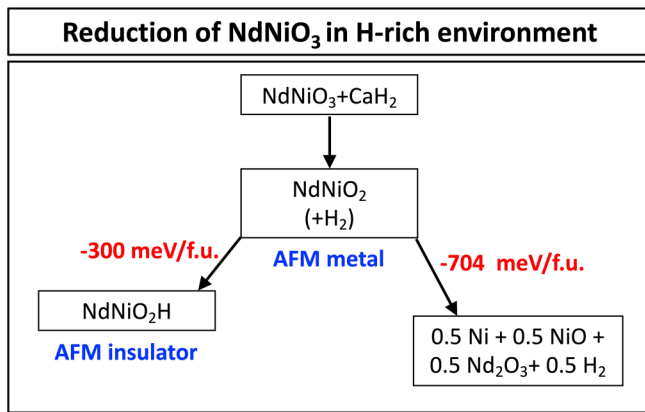 Reduction of NdNiO₃ in H-rich environment
NdNiO₃+CaH₂
NdNiO₂
(+H₂)
-300 meV/f.u.
AFM metal
-704 meV/f.u.
NdNiO₂H
AFM insulator
0.5 Ni + 0.5 NiO +
0.5 Nd₂O₃+ 0.5 H₂